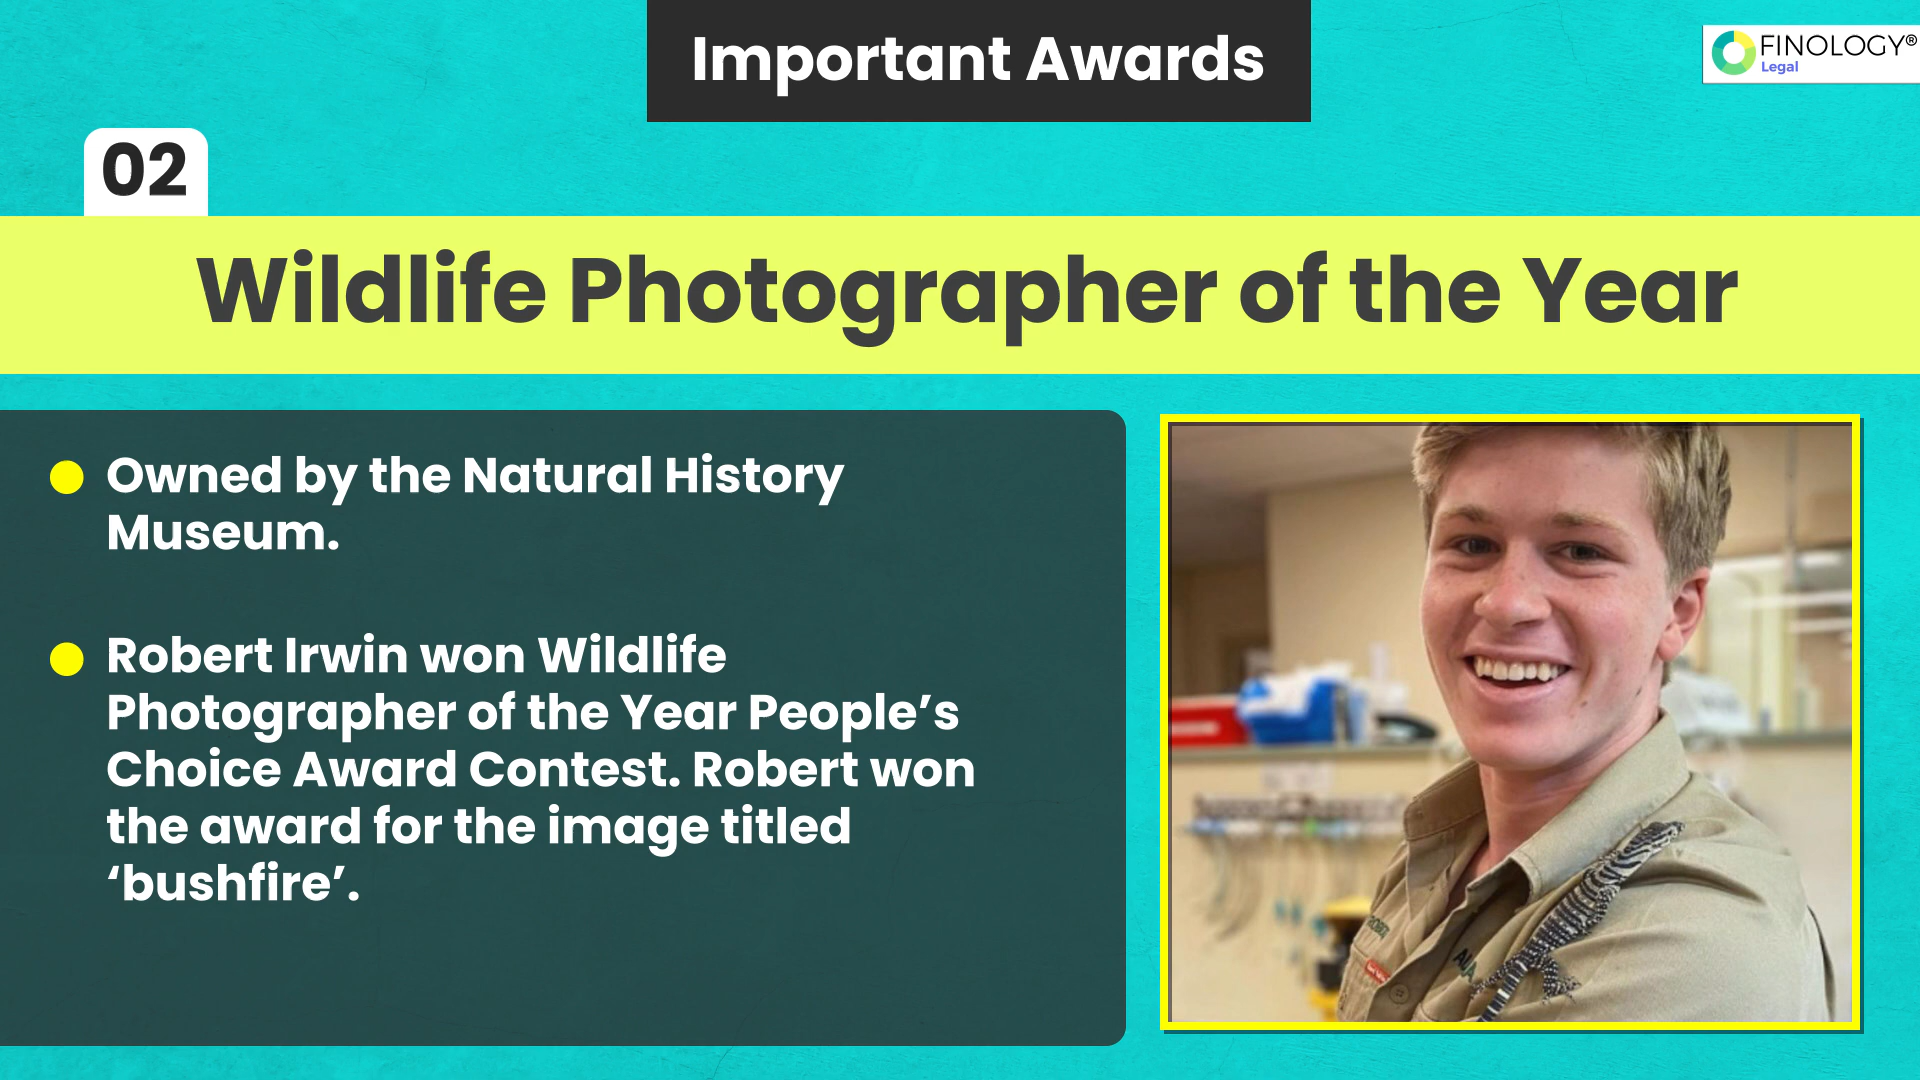 Important Awards
FINOLOGY®
Legal
02
Wildlife Photographer of the Year
Owned by the Natural History
Museum.
Robert Irwin won Wildlife
Photographer of the Year People’s
Choice Award Contest. Robert won
the award for the image titled
‘bushfire’.